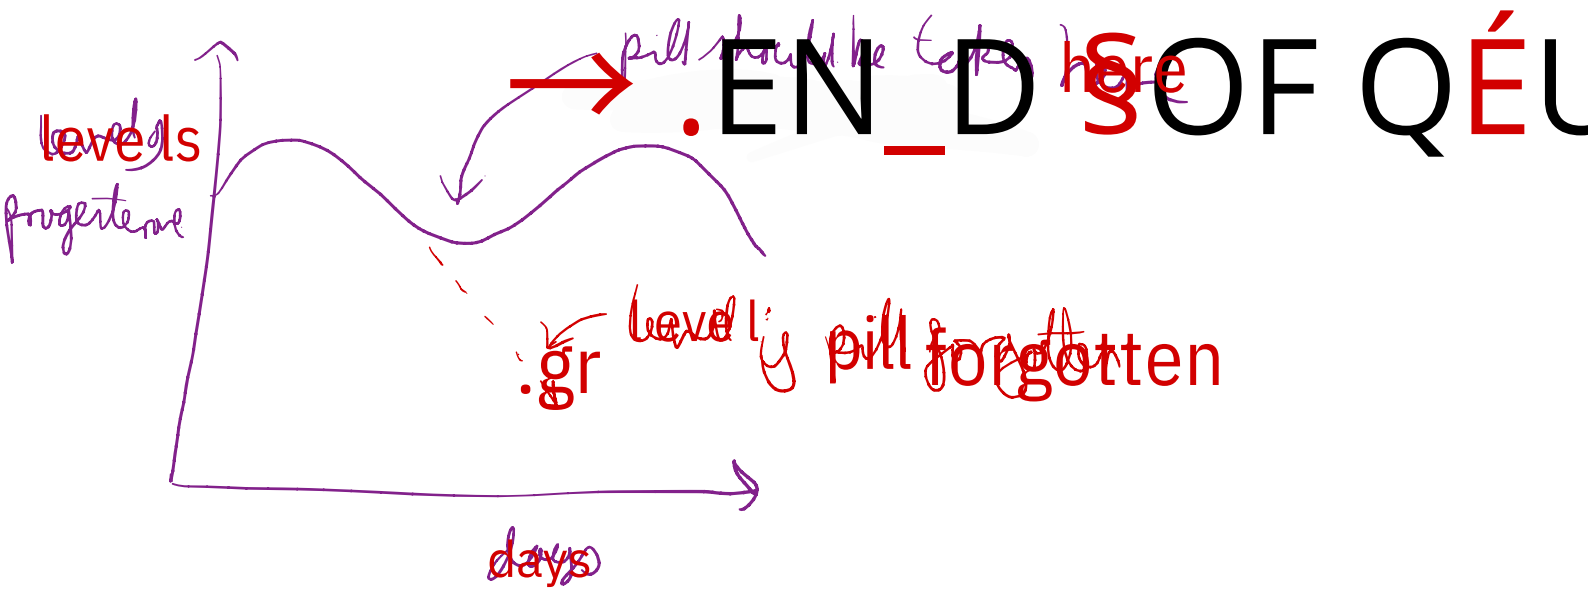 pill should be taken here
→ .EN_D §OF QÉU
here
levels
levels
progesterone
level if pill forgotten
level
pill forgotten
.gr
days
days